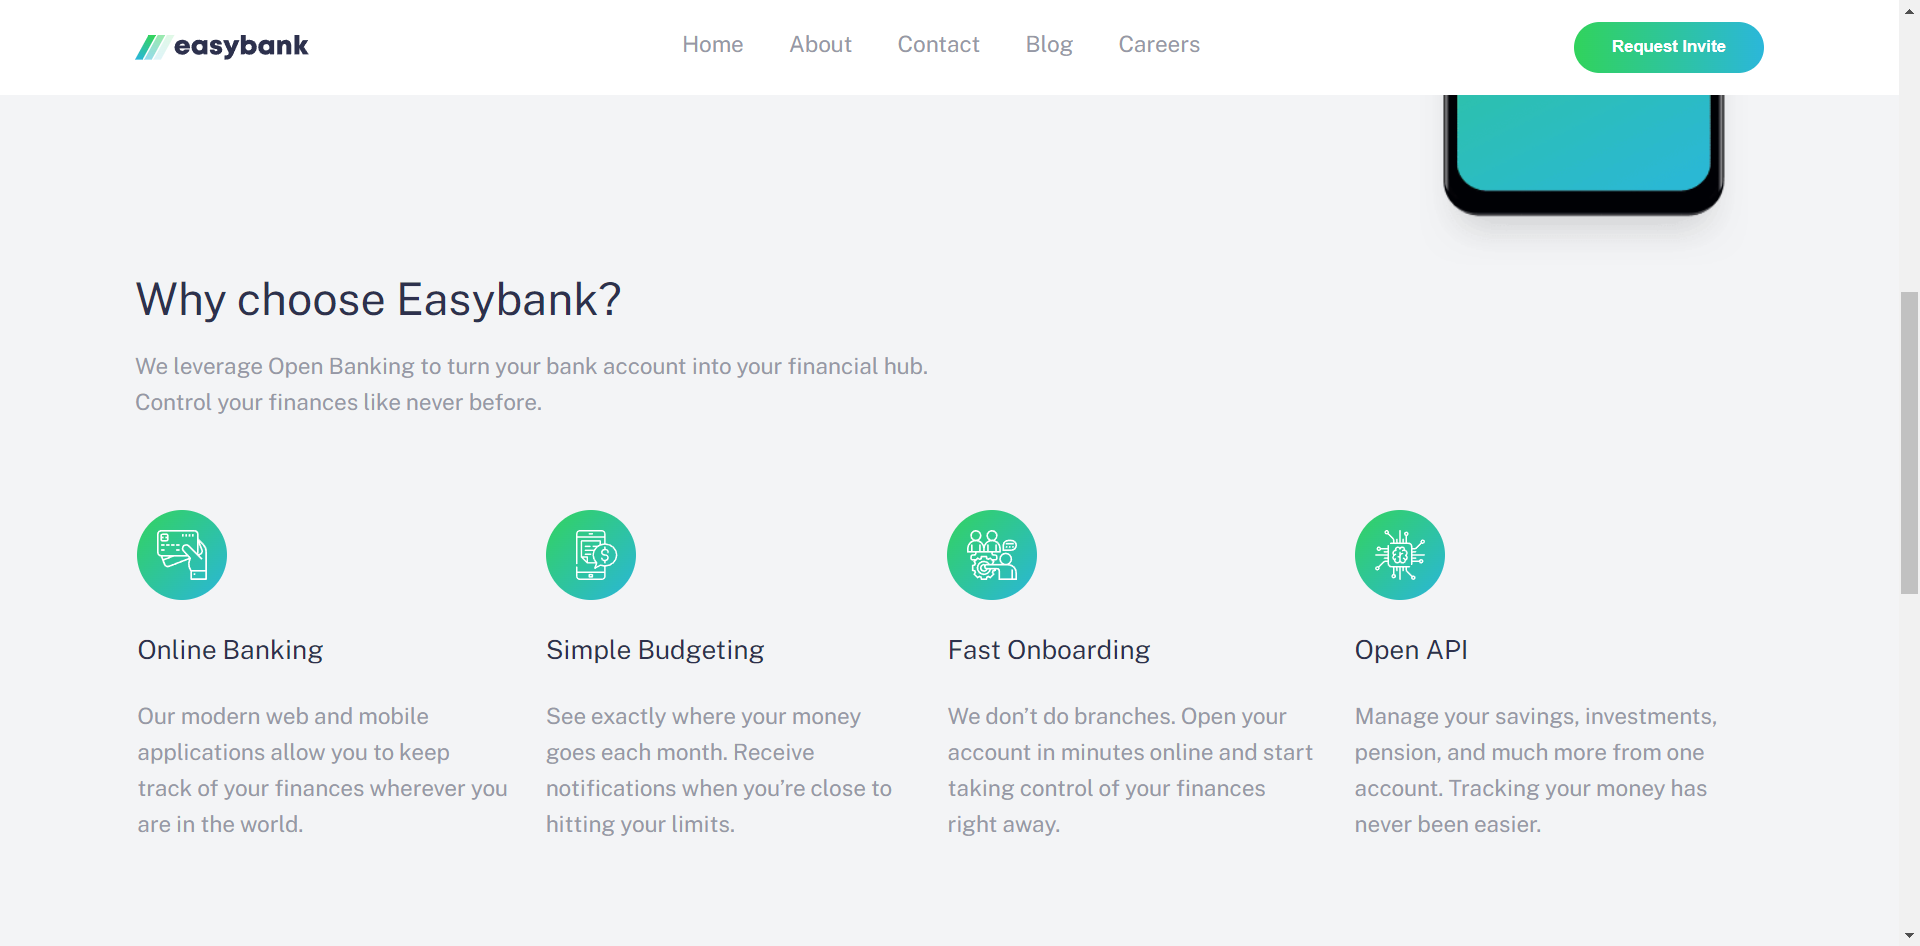 easybank
Home About Contact Blog Careers
Request Invite
Why choose Easybank?
We leverage Open Banking to turn your bank account into your financial hub.
Control your finances like never before.
Online Banking
Our modern web and mobile
applications allow you to keep
track of your finances wherever you
are in the world.
Simple Budgeting
See exactly where your money
goes each month. Receive
notifications when you’re close to
hitting your limits.
Fast Onboarding
We don’t do branches. Open your
account in minutes online and start
taking control of your finances
right away.
Open API
Manage your savings, investments,
pension, and much more from one
account. Tracking your money has
never been easier.